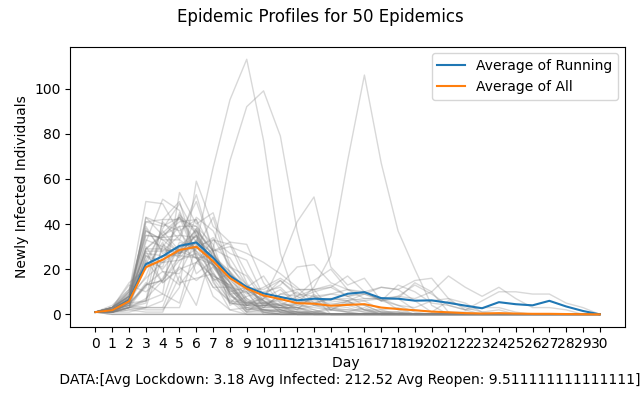 Epidemic Profiles for 50 Epidemics
Average of Running
Average of All
100
80
60
40
20
0
Newly Infected Individuals
0 1 2 3 4 5 6 7 8 9 10 11 12 13 14 15 16 17 18 19 20 21 22 23 24 25 26 27 28 29 30
Day
DATA:[Avg Lockdown: 3.18 Avg Infected: 212.52 Avg Reopen: 9.511111111111111]